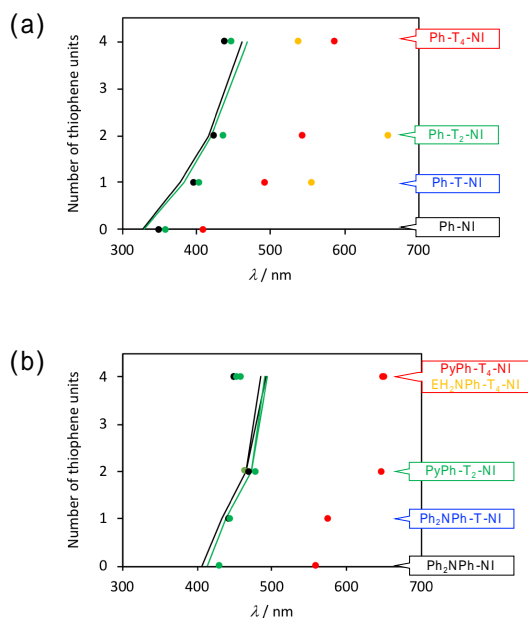 (a)
Number of thiophene units
4
3
2
1
0
300
400
500
600
700
λ / nm
Ph-T₄-NI
Ph-T₂-NI
Ph-T-NI
Ph-NI
(b)
Number of thiophene units
4
3
2
1
0
300
400
500
600
700
λ / nm
PyPh-T₄-NI
EH₂NPh-T₄-NI
PyPh-T₂-NI
Ph₂NPh-T-NI
Ph₂NPh-NI